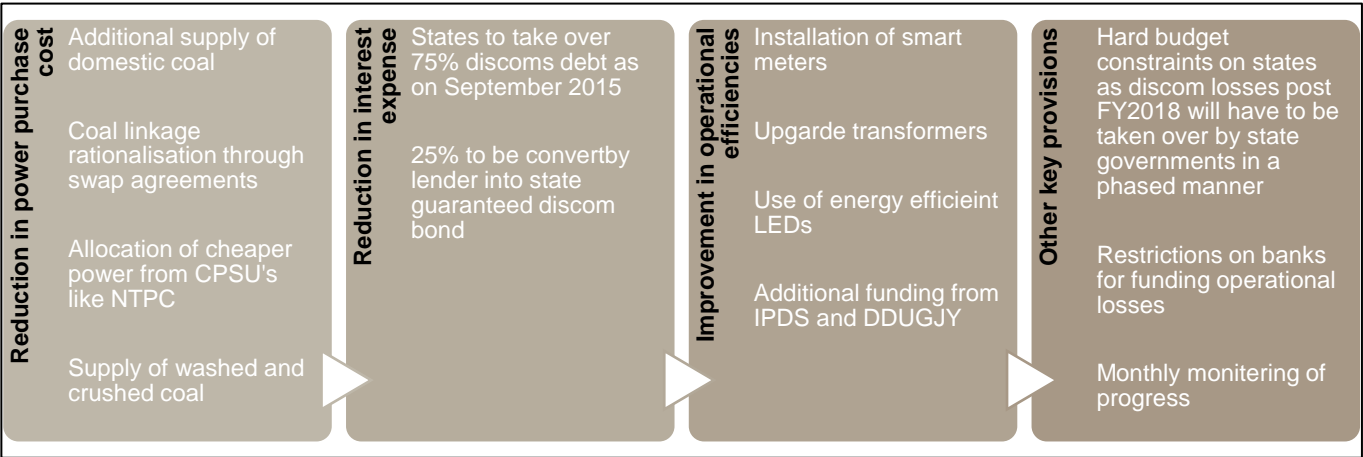 Reduction in power purchase
cost
Additional supply of
domestic coal
Coal linkage
rationalisation through
swap agreements
Allocation of cheaper
power from CPSU's
like NTPC
Supply of washed and
crushed coal
Reduction in interest
expense
States to take over
75% discoms debt as
on September 2015
25% to be convertby
lender into state
guaranteed discom
bond
Improvement in operational
efficiencies
Installation of smart
meters
Upgarde transformers
Use of energy efficieint
LEDs
Additional funding from
IPDS and DDUGJY
Other key provisions
Hard budget
constraints on states
as discom losses post
FY2018 will have to be
taken over by state
governments in a
phased manner
Restrictions on banks
for funding operational
losses
Monthly monitering of
progress